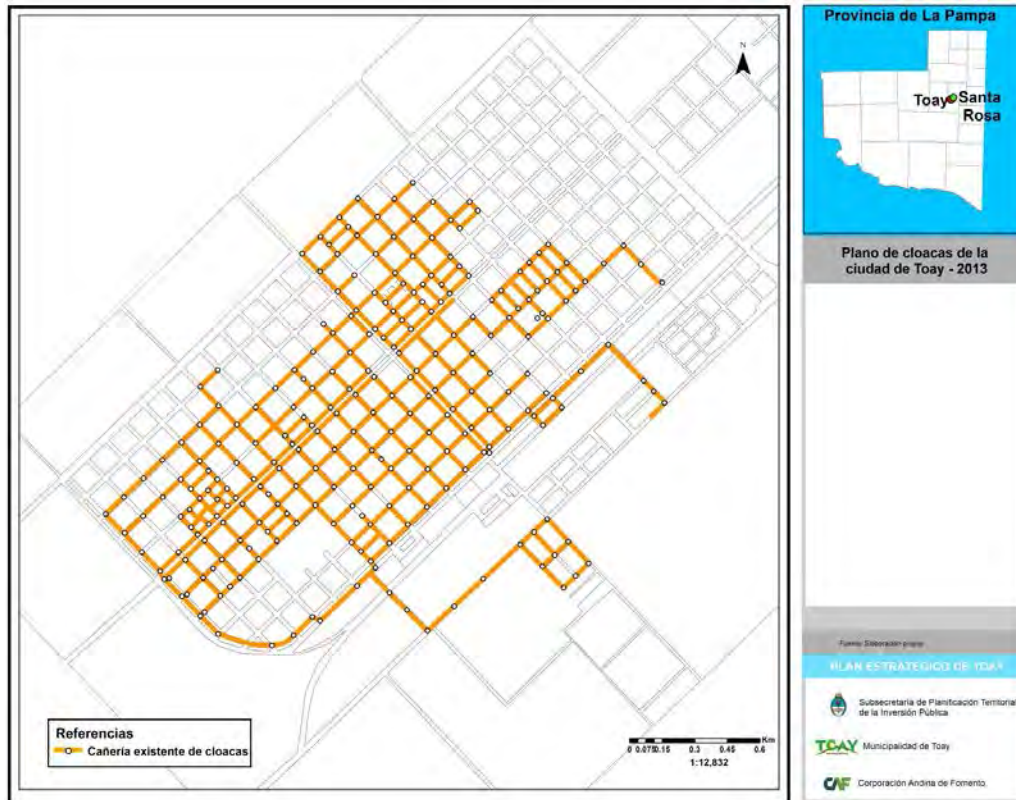 Provincia de La Pampa
Toay
Santa
Rosa
Plano de cloacas de la
ciudad de Toay - 2013
N
Referencias
Cañería existente de cloacas
Km
0 0.075 0.15 0.3 0.45 0.6
1:12,832
Fuente: Elaboración propia
PLAN ESTRATEGICO DE TOAY
Subsecretaría de Planificación Territorial
de la Inversión Pública
TOAY Municipalidad de Toay
CAF Corporación Andina de Fomento